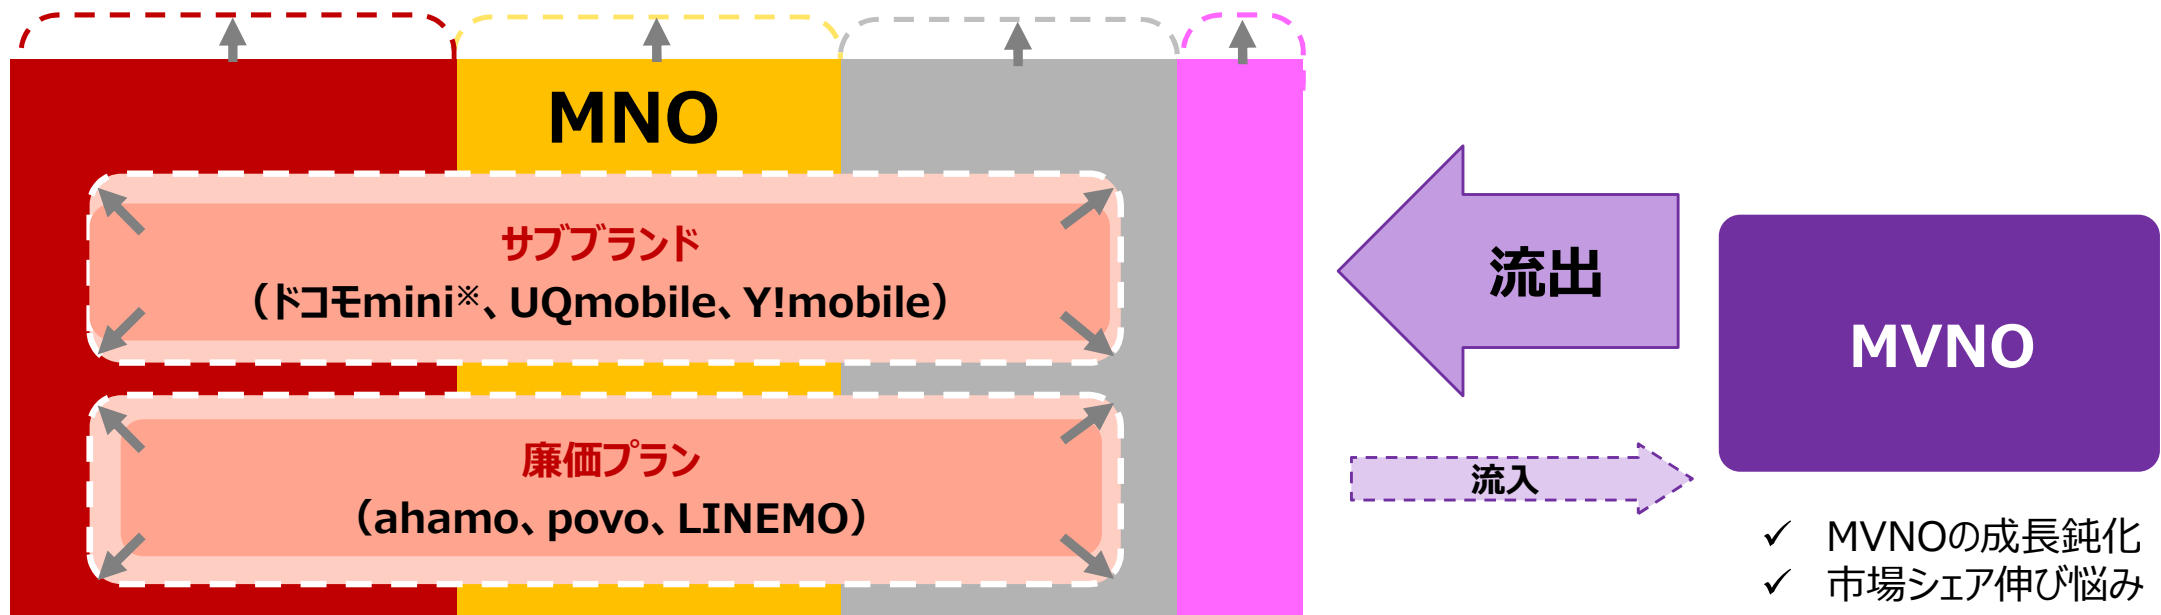 MNO
サブブランド
（ドコモmini※、UQmobile、Y!mobile）
廉価プラン
（ahamo、povo、LINEMO）
流出
流入
MVNO
✓ MVNOの成長鈍化
✓ 市場シェア伸び悩み